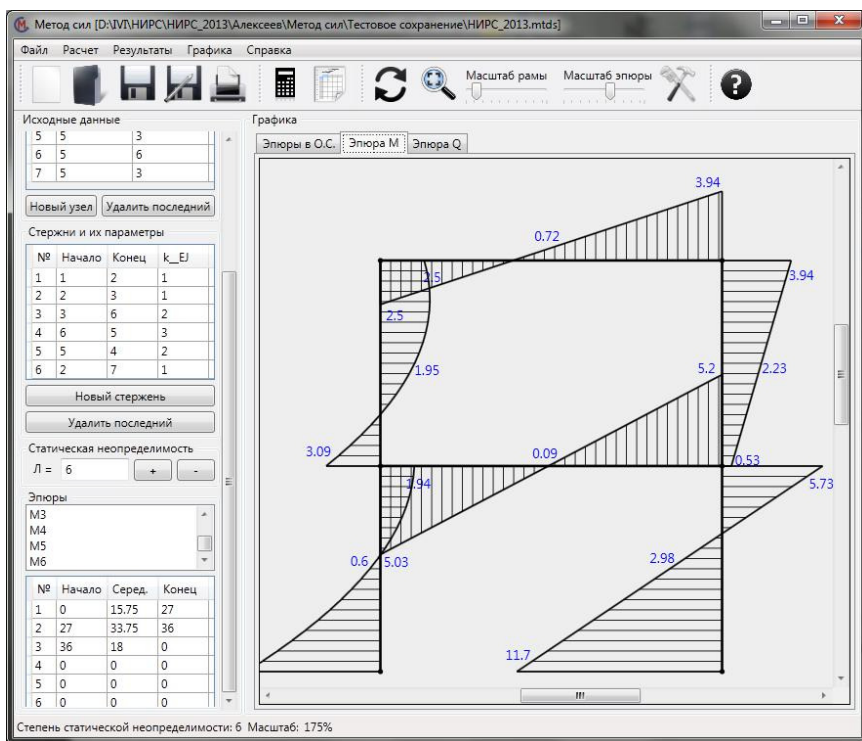 Метод сил [D:\IVI\НИРС\НИРС_2013\Алексеев\Метод сил\Тестовое сохранение\НИРС_2013.mtds]
Файл Расчет Результаты Графика Справка
Масштаб рамы Масштаб эпюры
Исходные данные
5 5 3
6 5 6
7 5 3
Новый узел Удалить последний
Стержни и их параметры
№ Начало Конец k__EJ
1 1 2 1
2 2 3 1
3 3 6 2
4 6 5 3
5 5 4 2
6 2 7 1
Новый стержень
Удалить последний
Статическая неопределимость
Л = 6 + -
Эпюры
M3
M4
M5
M6
№ Начало Серед. Конец
1 0 15.75 27
2 27 33.75 36
3 36 18 0
4 0 0 0
5 0 0 0
6 0 0 0
Графика
Эпюры в О.С. Эпюра M Эпюра Q
3.94
0.72
2.5
3.94
2.5
1.95
5.2
2.23
3.09
0.09
0.53
1.94
5.73
0.6 5.03
2.98
11.7
Степень статической неопределимости: 6 Масштаб: 175%